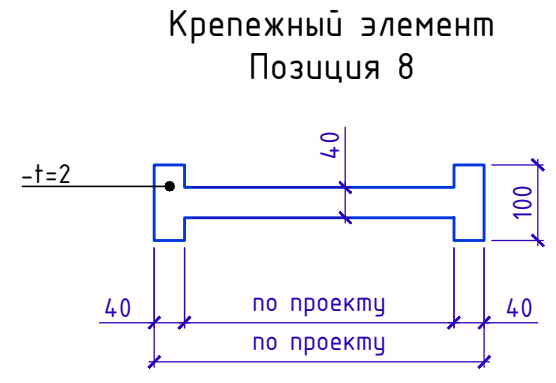 Крепежный элемент
Позиция 8
40
-t=2
100
40 по проекту 40
по проекту